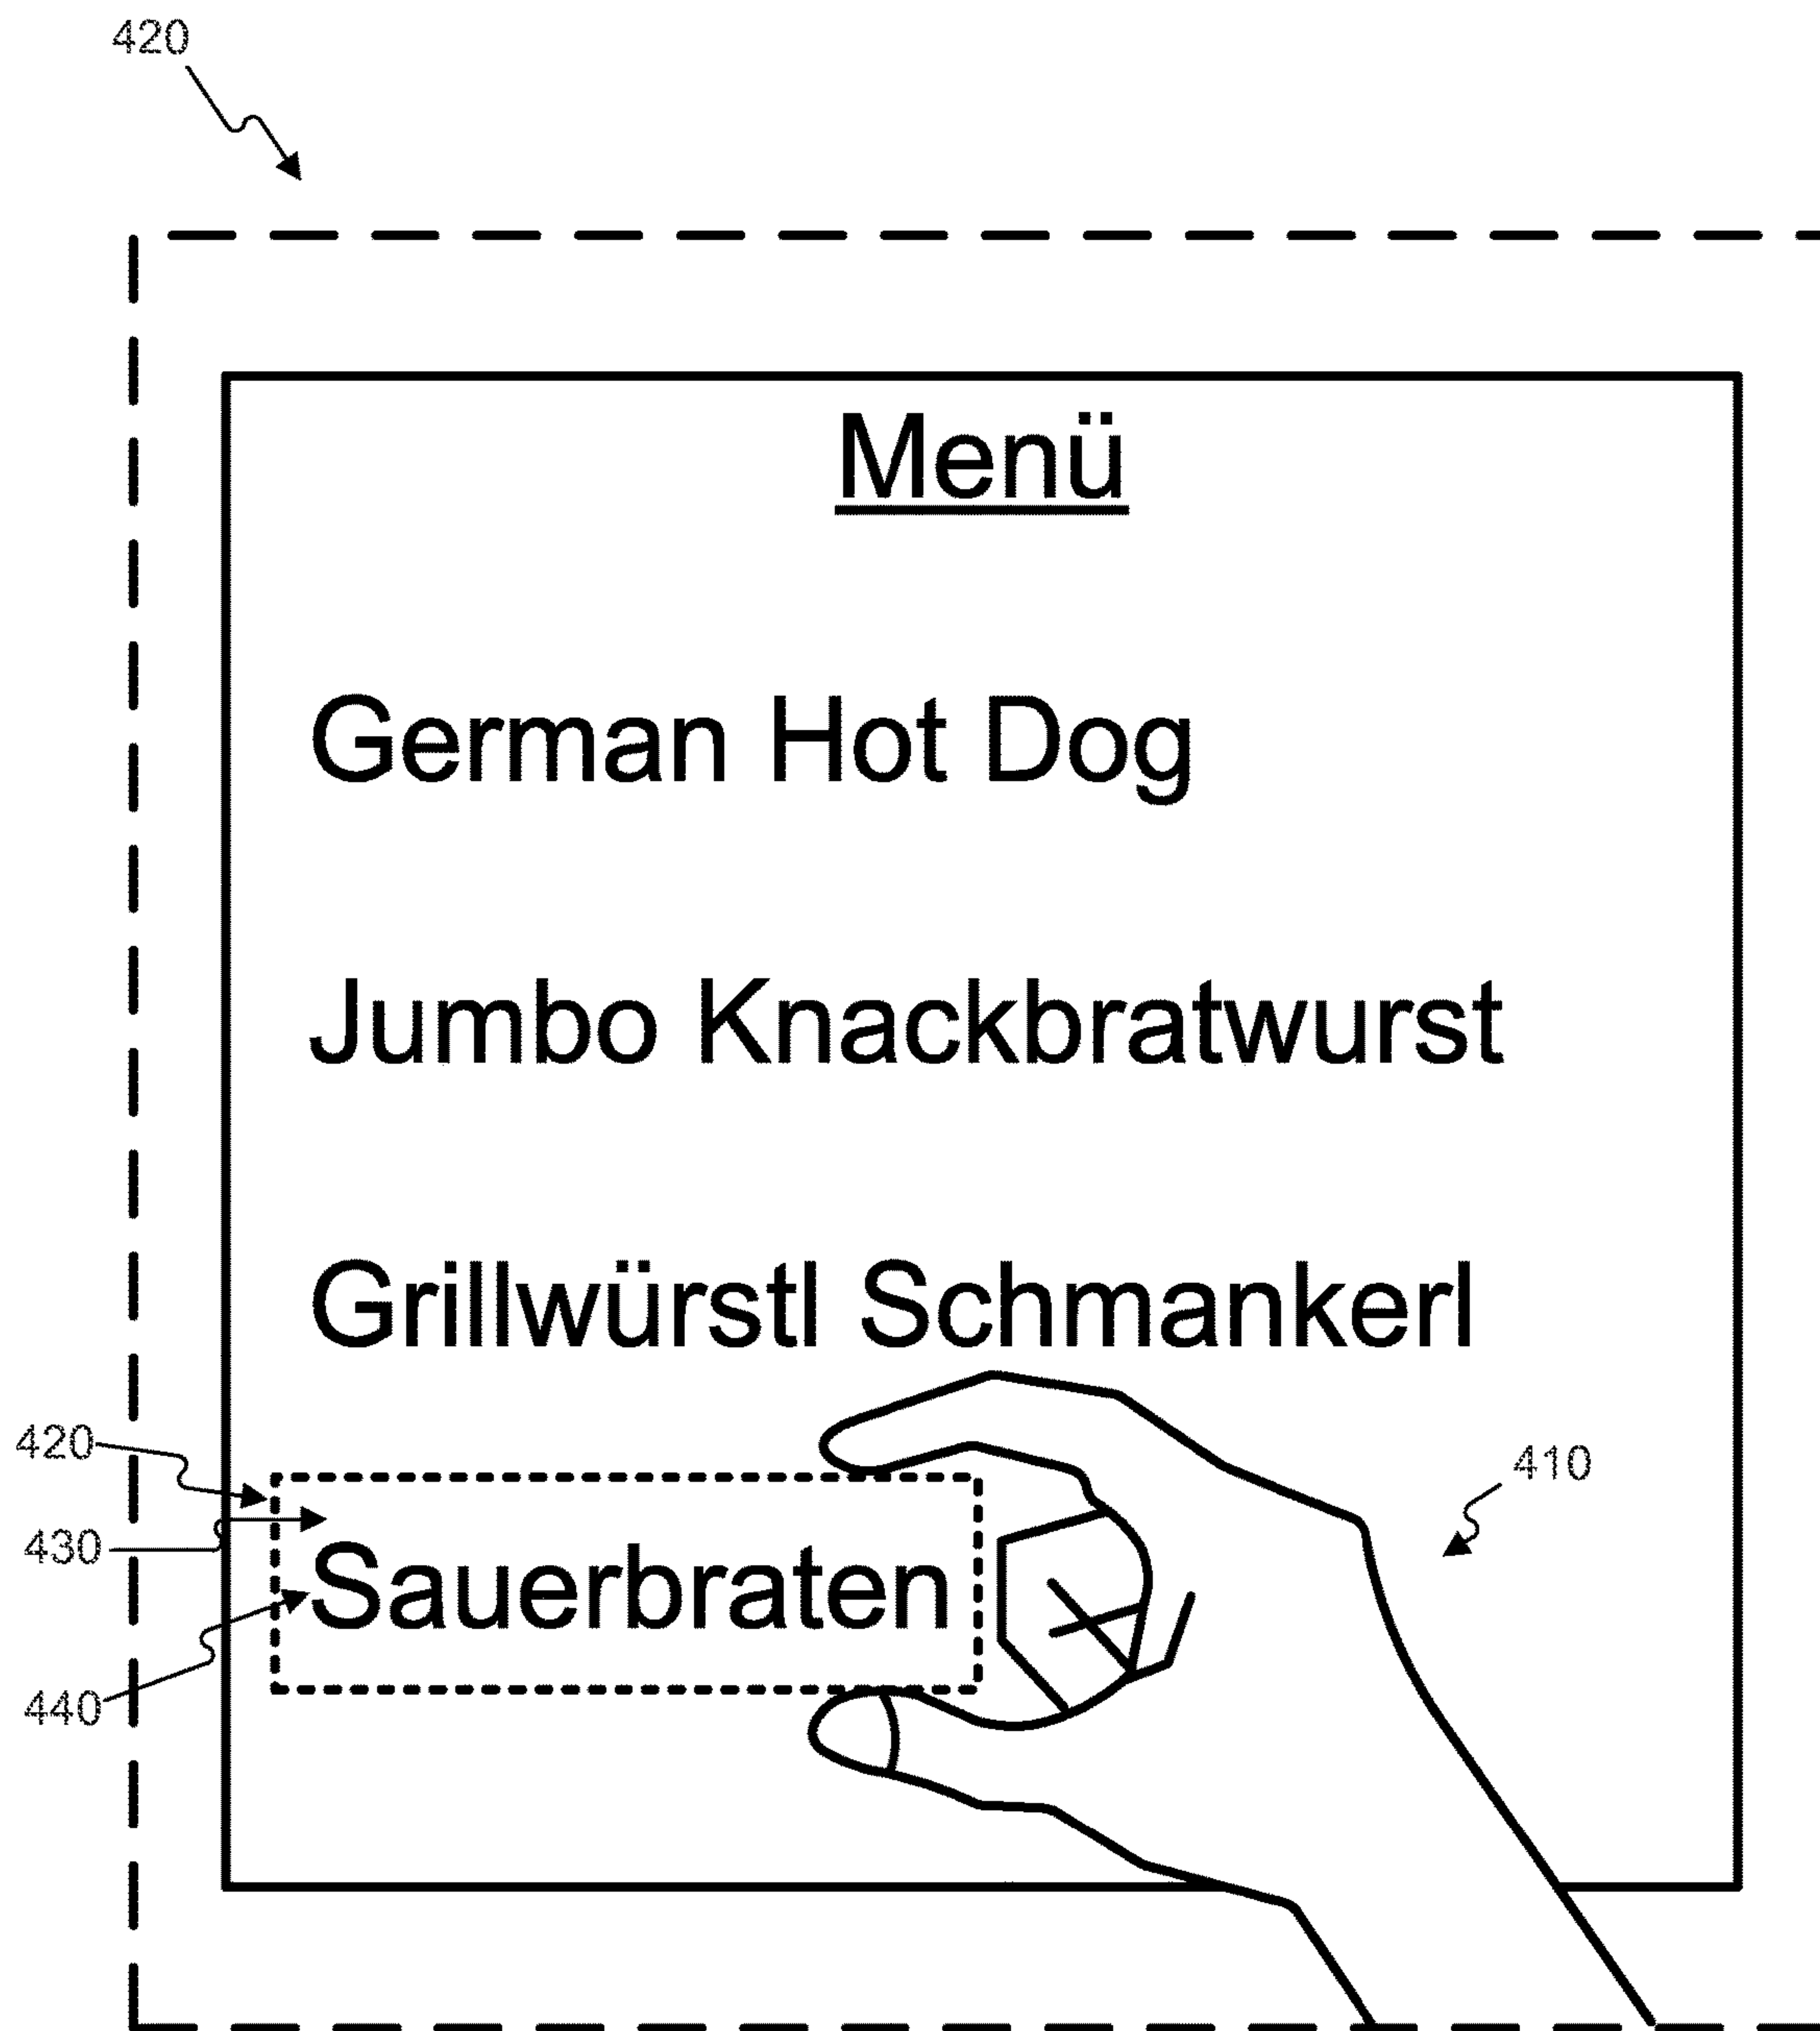 420
Menü
German Hot Dog
Jumbo Knackbratwurst
Grillwürstl Schmankerl
420
410
430
Sauerbraten
440